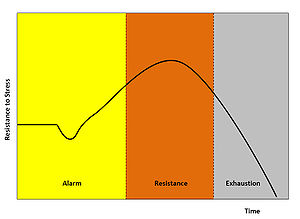 Resistance to Stress
Alarm
Resistance
Exhaustion
Time